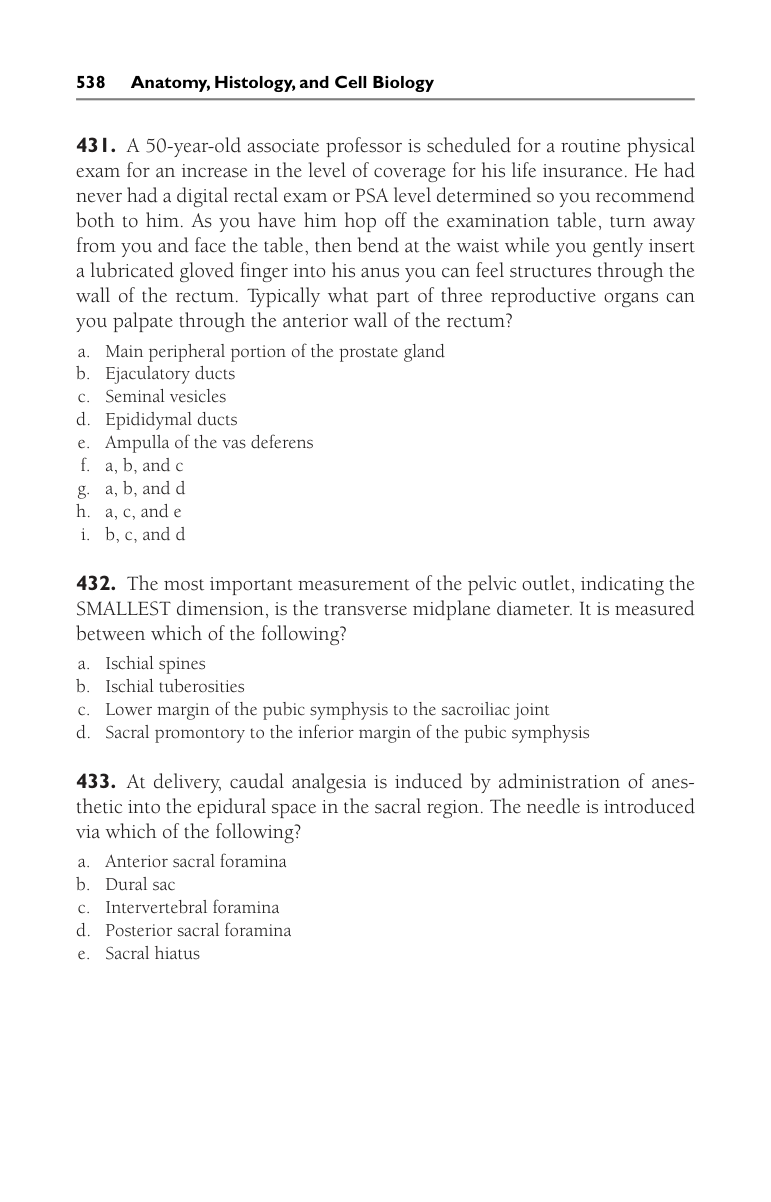 538 Anatomy, Histology, and Cell Biology
431. A 50-year-old associate professor is scheduled for a routine physical
exam for an increase in the level of coverage for his life insurance. He had
never had a digital rectal exam or PSA level determined so you recommend
both to him. As you have him hop off the examination table, turn away
from you and face the table, then bend at the waist while you gently insert
a lubricated gloved finger into his anus you can feel structures through the
wall of the rectum. Typically what part of three reproductive organs can
you palpate through the anterior wall of the rectum?
a. Main peripheral portion of the prostate gland
b. Ejaculatory ducts
c. Seminal vesicles
d. Epididymal ducts
e. Ampulla of the vas deferens
f. a, b, and c
g. a, b, and d
h. a, c, and e
i. b, c, and d
432. The most important measurement of the pelvic outlet, indicating the
SMALLEST dimension, is the transverse midplane diameter. It is measured
between which of the following?
a. Ischial spines
b. Ischial tuberosities
c. Lower margin of the pubic symphysis to the sacroiliac joint
d. Sacral promontory to the inferior margin of the pubic symphysis
433. At delivery, caudal analgesia is induced by administration of anes-
thetic into the epidural space in the sacral region. The needle is introduced
via which of the following?
a. Anterior sacral foramina
b. Dural sac
c. Intervertebral foramina
d. Posterior sacral foramina
e. Sacral hiatus